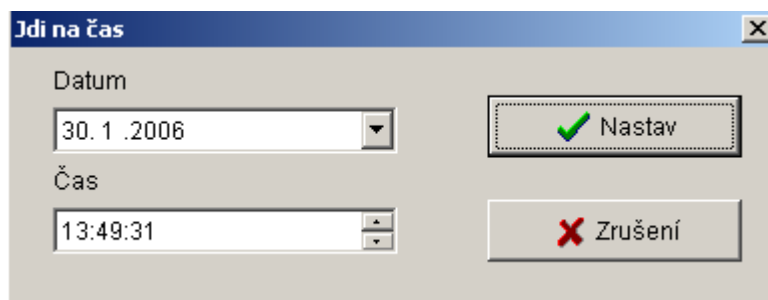 Jdi na čas
Datum
30. 1 .2006
Nastav
Čas
13:49:31
Zrušení